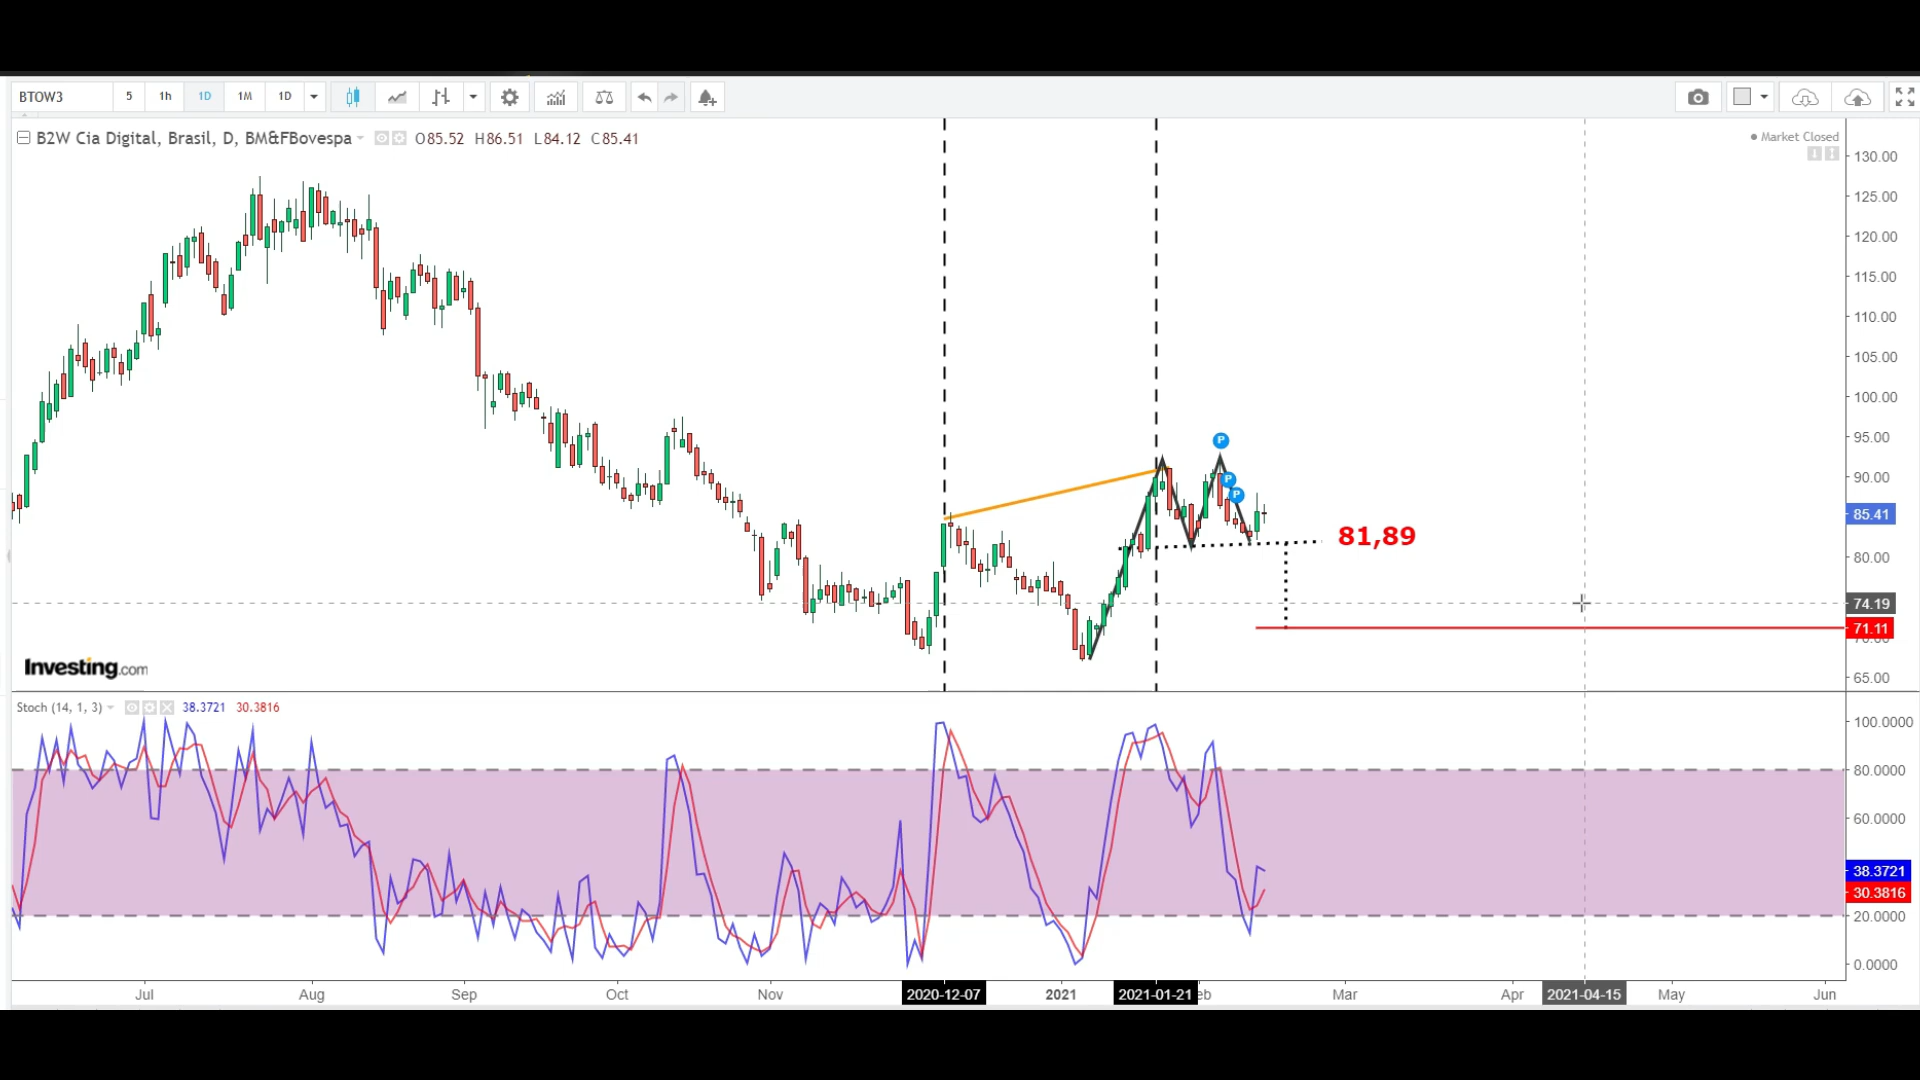 BTOW3 5 1h 1D 1M 1D
B2W Cia Digital, Brasil, D, BM&FBovespa O85.52 H86.51 L84.12 C85.41
Market Closed
130.00
125.00
120.00
115.00
110.00
105.00
100.00
95.00
P
90.00
P
P
85.41
81,89
80.00
74.19
71.11
Investing.com
65.00
Stoch (14, 1, 3) 38.3721 30.3816
100.0000
80.0000
60.0000
38.3721
30.3816
20.0000
0.0000
Jul Aug Sep Oct Nov 2020-12-07 2021 2021-01-21 eb Mar Apr 2021-04-15 May Jun